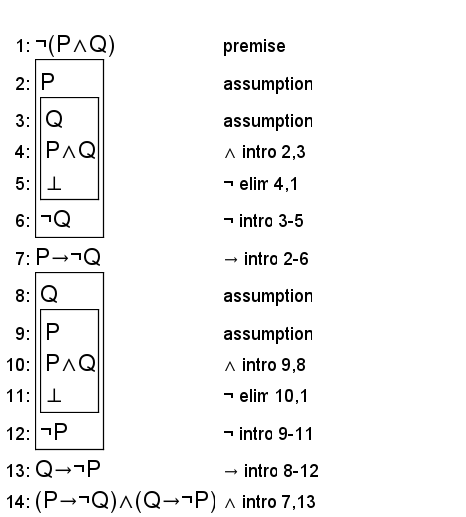 1: ¬(P∧Q) premise
2: P assumption
3: Q assumption
4: P∧Q ∧ intro 2,3
5: ⊥ ¬ elim 4,1
6: ¬Q ¬ intro 3-5
7: P→¬Q → intro 2-6
8: Q assumption
9: P assumption
10: P∧Q ∧ intro 9,8
11: ⊥ ¬ elim 10,1
12: ¬P ¬ intro 9-11
13: Q→¬P → intro 8-12
14: (P→¬Q)∧(Q→¬P) ∧ intro 7,13